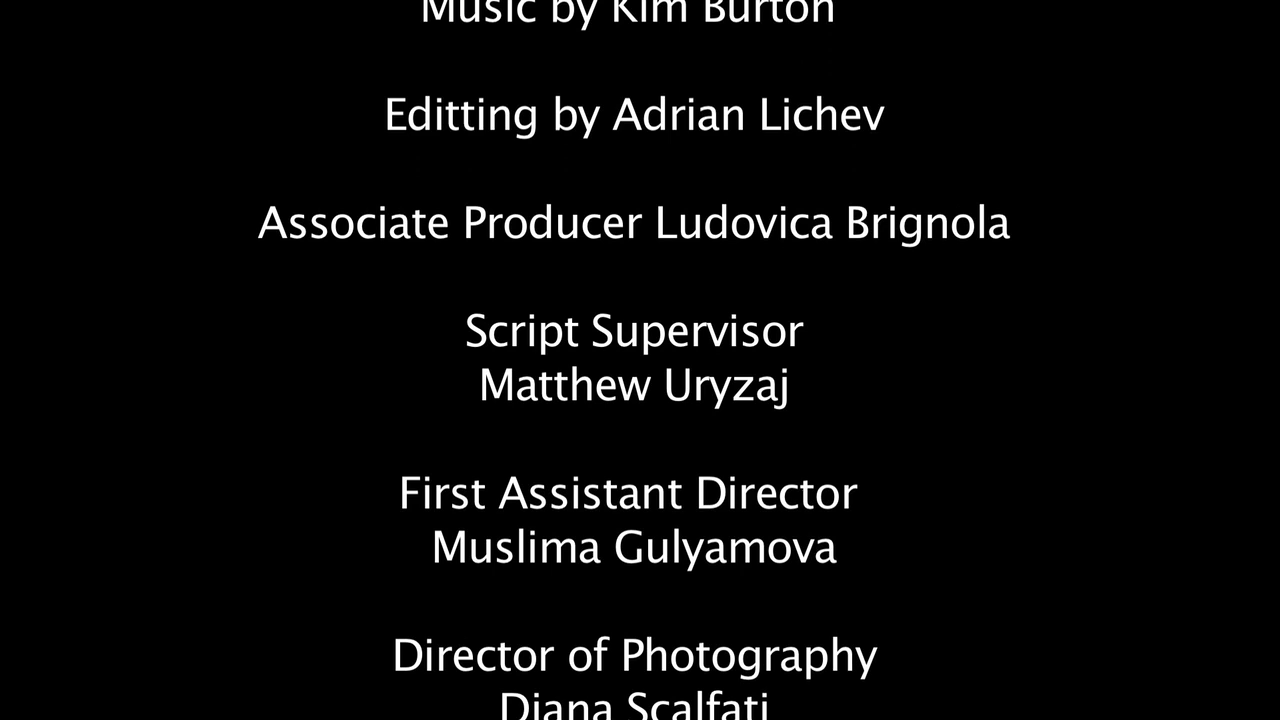 Music by Kim Burton
Editting by Adrian Lichev
Associate Producer Ludovica Brignola
Script Supervisor
Matthew Uryzaj
First Assistant Director
Muslima Gulyamova
Director of Photography
Diana Scalfati